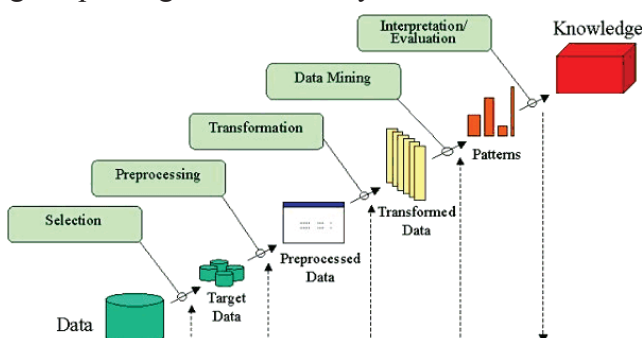 Interpretation/
Evaluation
Knowledge
Data Mining
Transformation
Patterns
Preprocessing
Transformed
Data
Selection
Preprocessed
Data
Target
Data
Data